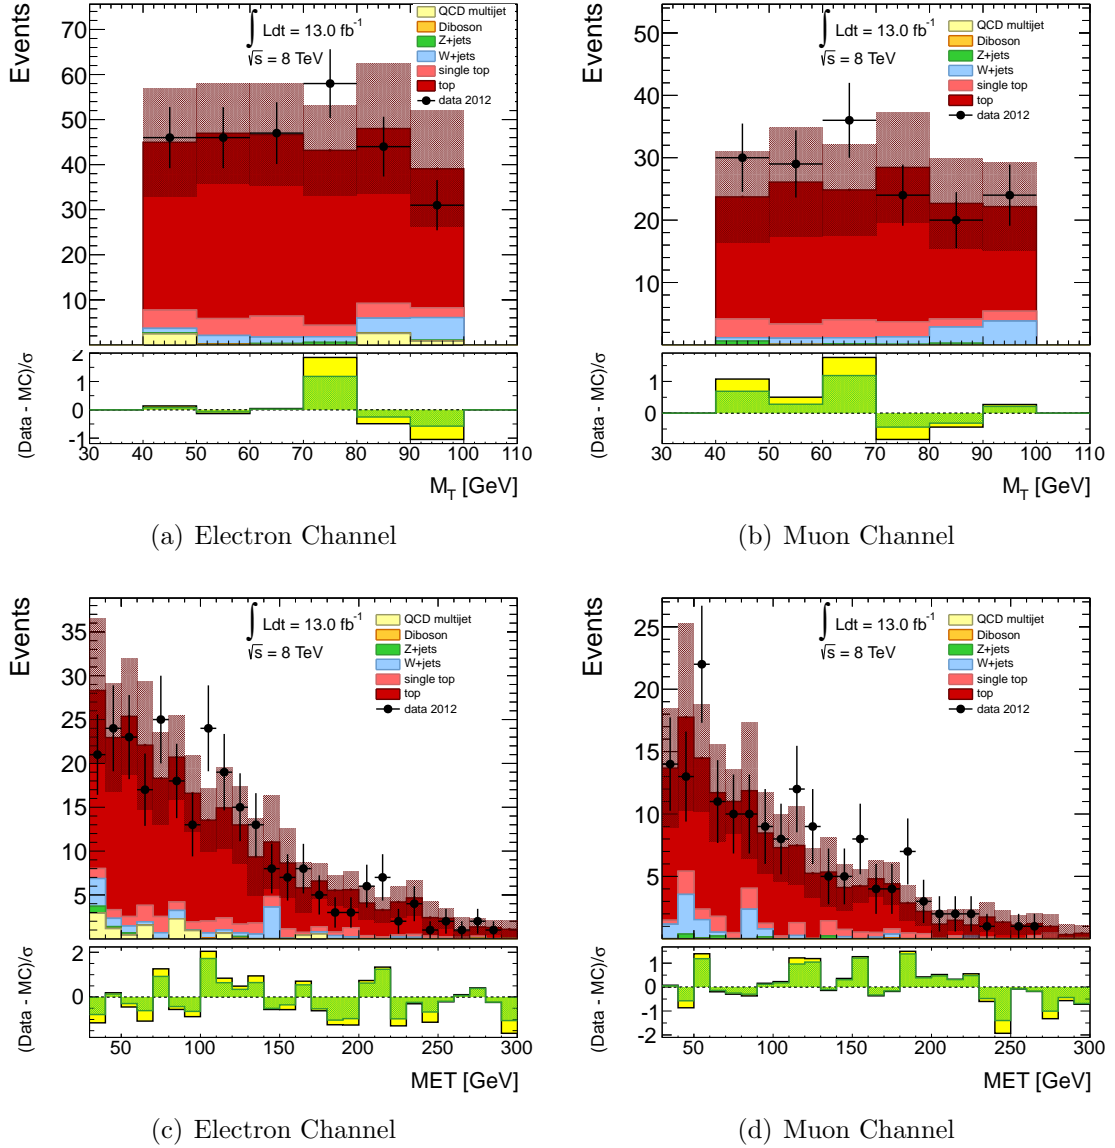 Events
70
60
50
40
30
20
10
∫ Ldt = 13.0 fb⁻¹
√s = 8 TeV
QCD multijet
Diboson
Z+jets
W+jets
single top
top
data 2012
(Data - MC)/σ
2
1
0
-1
30 40 50 60 70 80 90 100 110
M_T [GeV]
(a) Electron Channel
Events
50
40
30
20
10
∫ Ldt = 13.0 fb⁻¹
√s = 8 TeV
QCD multijet
Diboson
Z+jets
W+jets
single top
top
data 2012
(Data - MC)/σ
1
0
30 40 50 60 70 80 90 100 110
M_T [GeV]
(b) Muon Channel
Events
35
30
25
20
15
10
5
∫ Ldt = 13.0 fb⁻¹
√s = 8 TeV
QCD multijet
Diboson
Z+jets
W+jets
single top
top
data 2012
(Data - MC)/σ
2
0
50 100 150 200 250 300
MET [GeV]
(c) Electron Channel
Events
25
20
15
10
5
∫ Ldt = 13.0 fb⁻¹
√s = 8 TeV
QCD multijet
Diboson
Z+jets
W+jets
single top
top
data 2012
(Data - MC)/σ
1
0
-1
-2
50 100 150 200 250 300
MET [GeV]
(d) Muon Channel